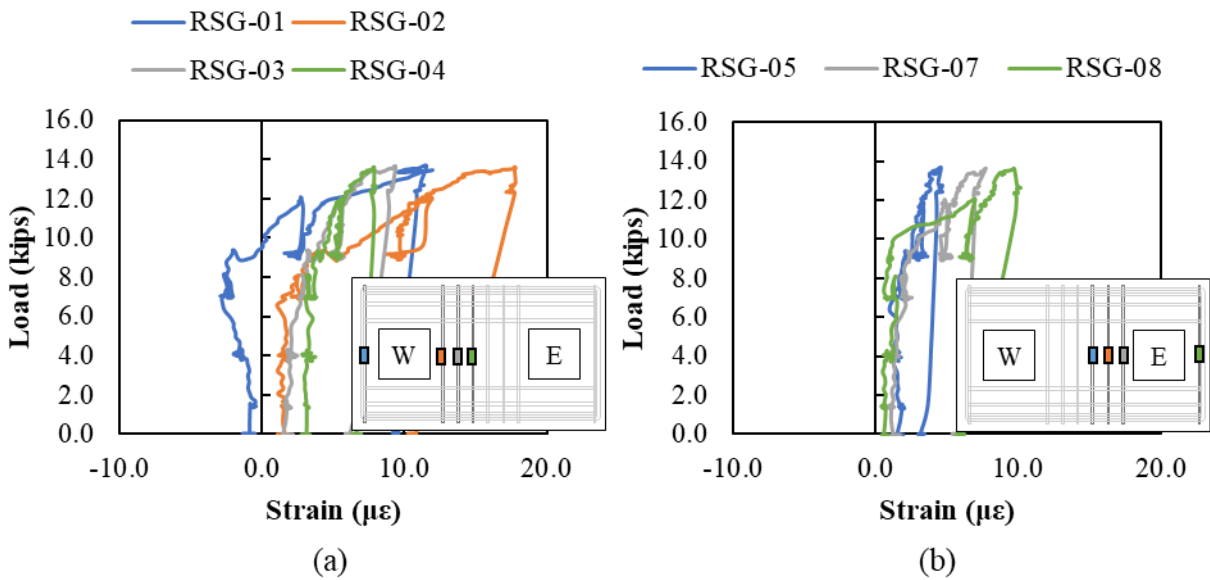 RSG-01 RSG-02
RSG-03 RSG-04
16.0
14.0
12.0
10.0
8.0
6.0
4.0
2.0
0.0
Load (kips)
W E
-10.0 0.0 10.0 20.0
Strain (με)
(a)
RSG-05 RSG-07 RSG-08
16.0
14.0
12.0
10.0
8.0
6.0
4.0
2.0
0.0
Load (kips)
W E
-10.0 0.0 10.0 20.0
Strain (με)
(b)